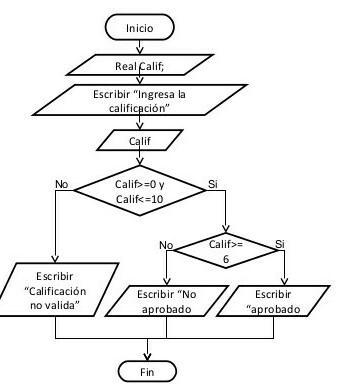 Inicio
Real Calif;
Escribir “Ingresa la
calificación”
Calif
No
Calif>=0 y
Calif<=10
Si
No
Calif>=
6
Si
Escribir
“Calificación
no valida”
Escribir “No
aprobado
Escribir
“aprobado
Fin